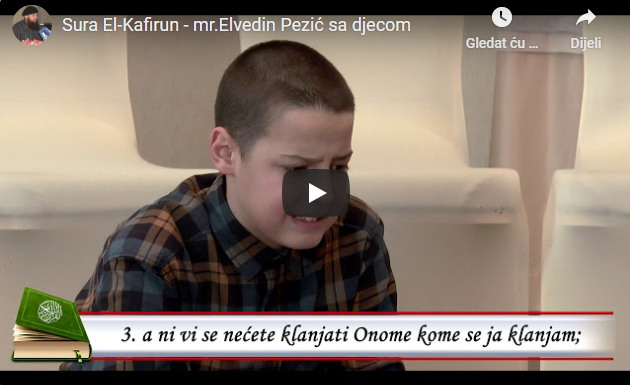 Sura El-Kafirun - mr.Elvedin Pezić sa djecom
Gledat ću ...
Dijeli
3. a ni vi se nećete klanjati Onome kome se ja klanjam;